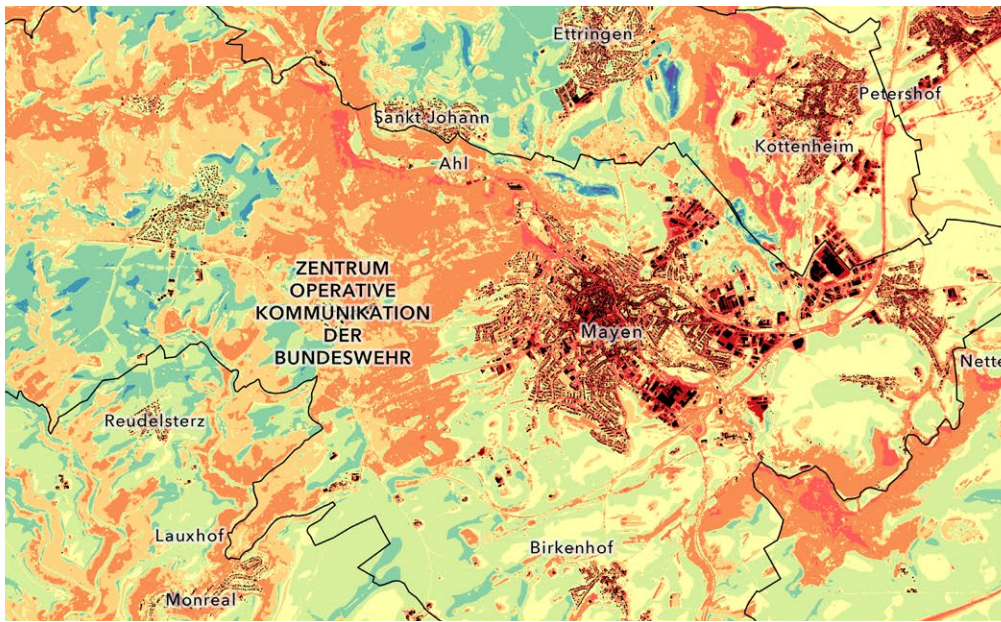 Ettringen
Petershof
Sankt Johann
Kottenheim
Ahl
ZENTRUM
OPERATIVE
KOMMUNIKATION
DER
BUNDESWEHR
Mayen
Nette
Reudelsterz
Lauxhof
Birkenhof
Monreal